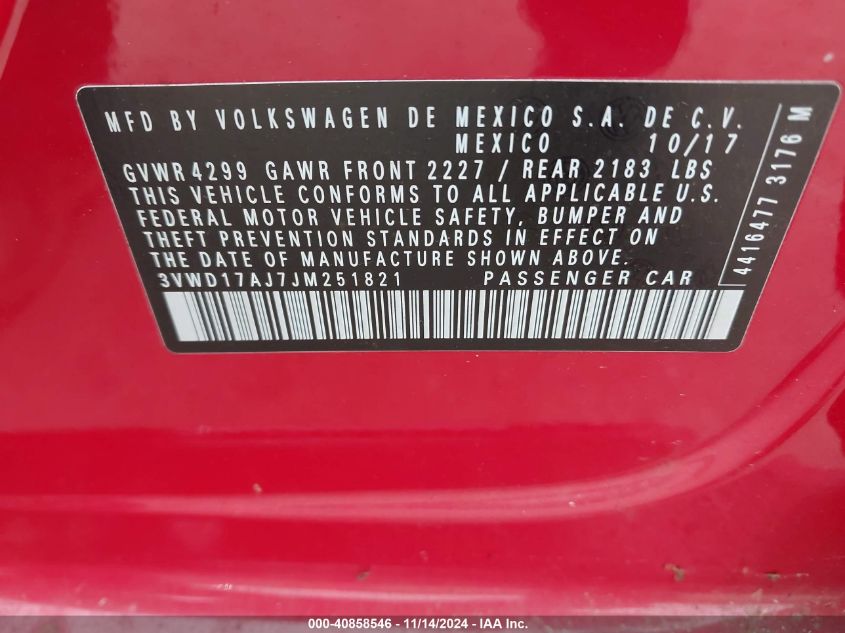 MFD BY VOLKSWAGEN DE MEXICO S.A. DE C.V.
MEXICO 10/17
GVWR 4299 GAWR FRONT 2227 / REAR 2183 LBS
THIS VEHICLE CONFORMS TO ALL APPLICABLE U.S.
FEDERAL MOTOR VEHICLE SAFETY, BUMPER AND
THEFT PREVENTION STANDARDS IN EFFECT ON
THE DATE OF MANUFACTURE SHOWN ABOVE.
3VWD17AJ7JM251821 PASSENGER CAR
4416477 3176 M
000-40858546 - 11/14/2024 - IAA Inc.